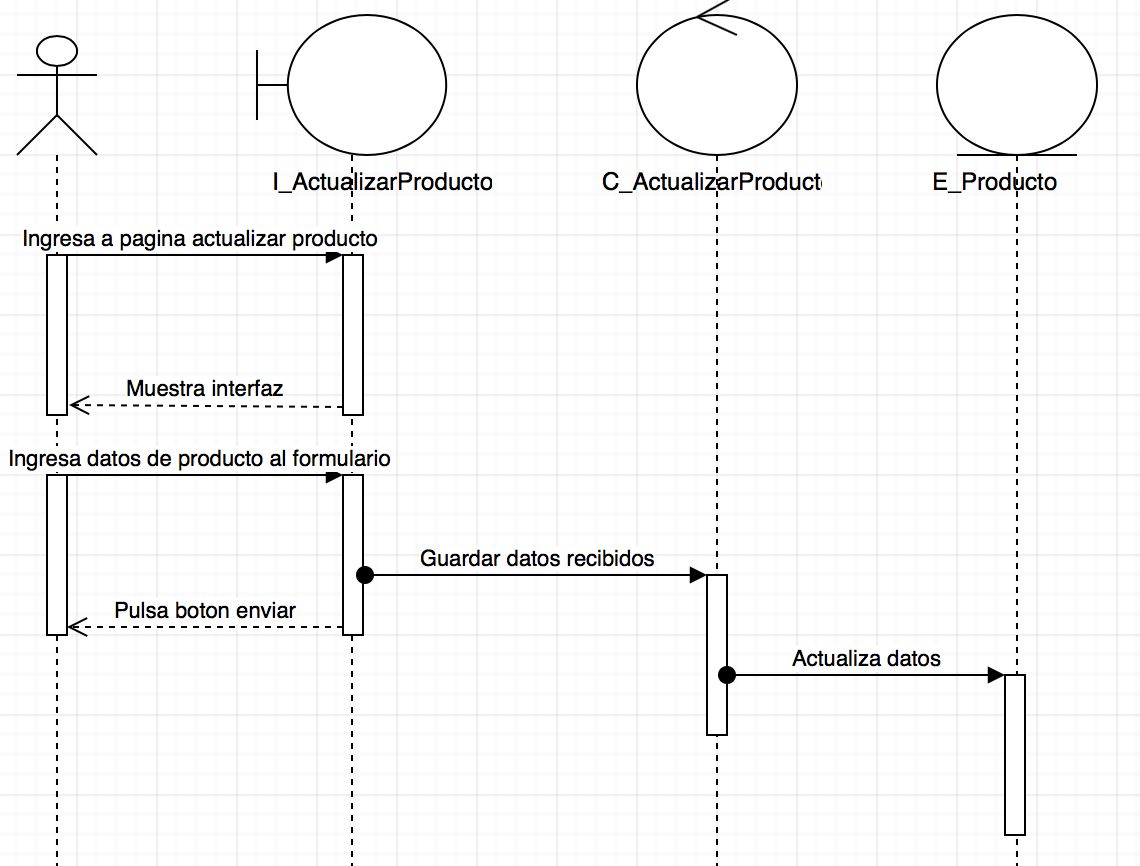 I_ActualizarProducto
C_ActualizarProduct
E_Producto
Ingresa a pagina actualizar producto
Muestra interfaz
Ingresa datos de producto al formulario
Guardar datos recibidos
Pulsa boton enviar
Actualiza datos